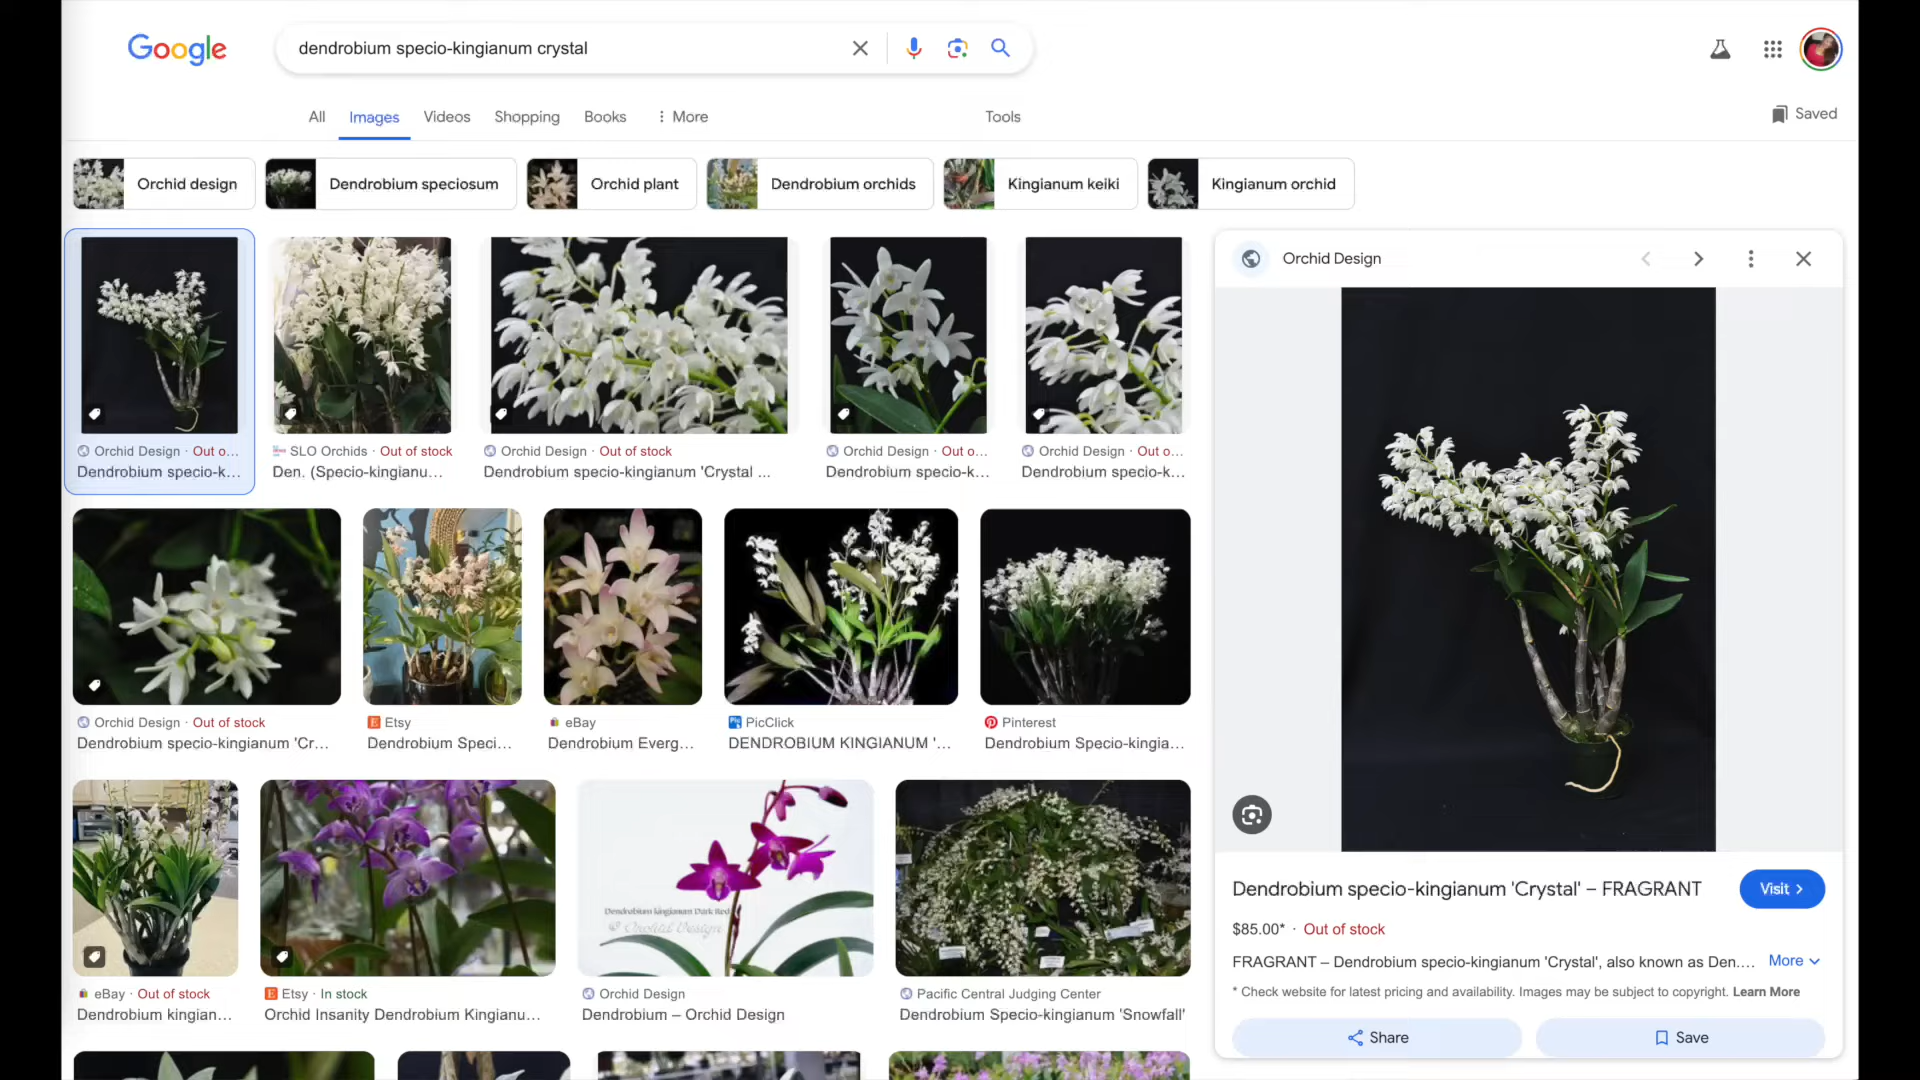 Google
dendrobium specio-kingianum crystal
All
Images
Videos
Shopping
Books
More
Tools
Saved
Orchid design
Dendrobium speciosum
Orchid plant
Dendrobium orchids
Kingianum keiki
Kingianum orchid
Orchid Design · Out o...
Dendrobium specio-k...
SLO Orchids · Out of stock
Den. (Specio-kingianu...
Orchid Design · Out of stock
Dendrobium specio-kingianum 'Crystal ...
Orchid Design · Out o...
Dendrobium specio-k...
Orchid Design · Out o...
Dendrobium specio-k...
Orchid Design · Out of stock
Dendrobium specio-kingianum 'Cr...
Etsy
Dendrobium Speci...
eBay
Dendrobium Everg...
PicClick
DENDROBIUM KINGIANUM '...
Pinterest
Dendrobium Specio-kingia...
Dendrobium kingianum Dark Red
Orchid Design
eBay · Out of stock
Dendrobium kingian...
Etsy · In stock
Orchid Insanity Dendrobium Kingianu...
Orchid Design
Dendrobium – Orchid Design
Pacific Central Judging Center
Dendrobium Specio-kingianum 'Snowfall'
Orchid Design
Dendrobium specio-kingianum 'Crystal' – FRAGRANT
Visit
$85.00* · Out of stock
FRAGRANT – Dendrobium specio-kingianum 'Crystal', also known as Den.... More
* Check website for latest pricing and availability. Images may be subject to copyright. Learn More
Share
Save